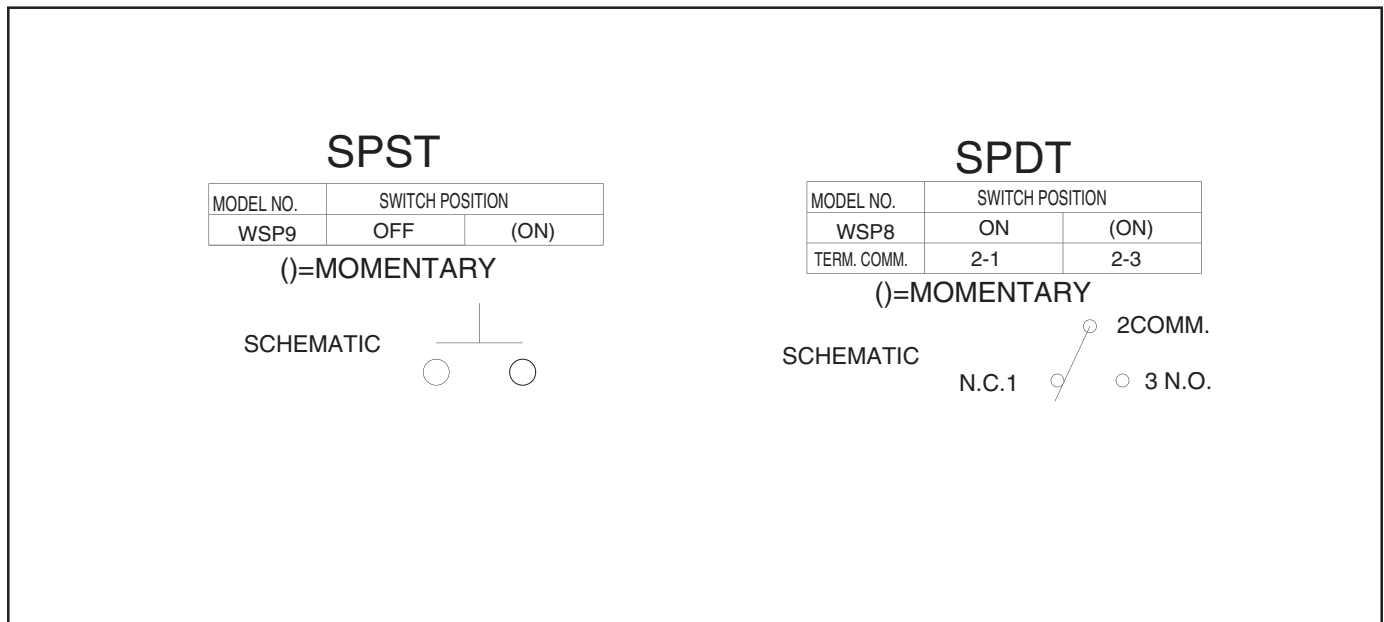 SPST
MODEL NO. SWITCH POSITION
WSP9 OFF (ON)
()=MOMENTARY
SCHEMATIC
SPDT
MODEL NO. SWITCH POSITION
WSP8 ON (ON)
TERM. COMM. 2-1 2-3
()=MOMENTARY
2COMM.
SCHEMATIC
N.C.1 3 N.O.